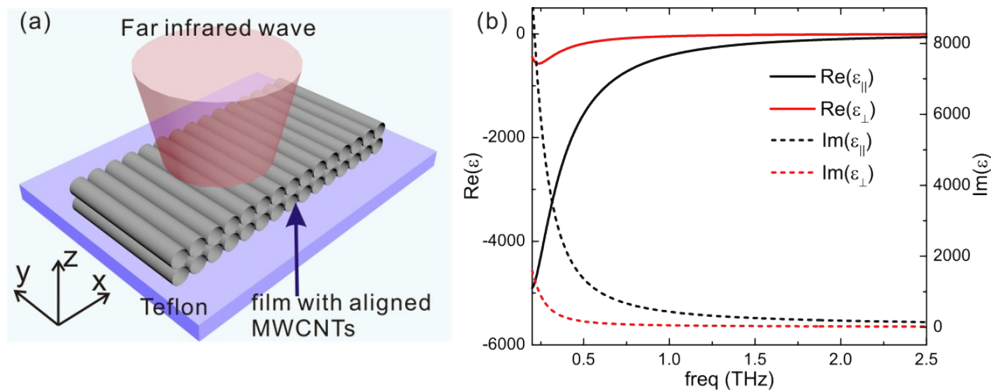 (a)
Far infrared wave
z
y
x
Teflon
film with aligned
MWCNTs
(b)
0
-2000
-4000
-6000
Re(ε)
8000
6000
4000
2000
0
Im(ε)
Re(ε||)
Re(ε⊥)
Im(ε||)
Im(ε⊥)
0.5 1.0 1.5 2.0 2.5
freq (THz)